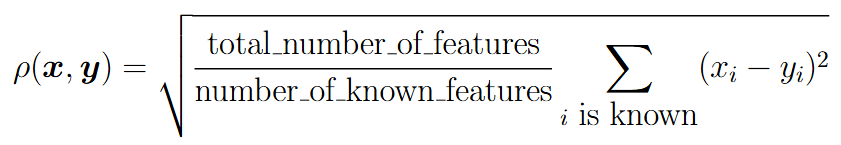 ρ(x, y) = √(total_number_of_features / number_of_known_features ∑_{i is known} (x_i − y_i)²)